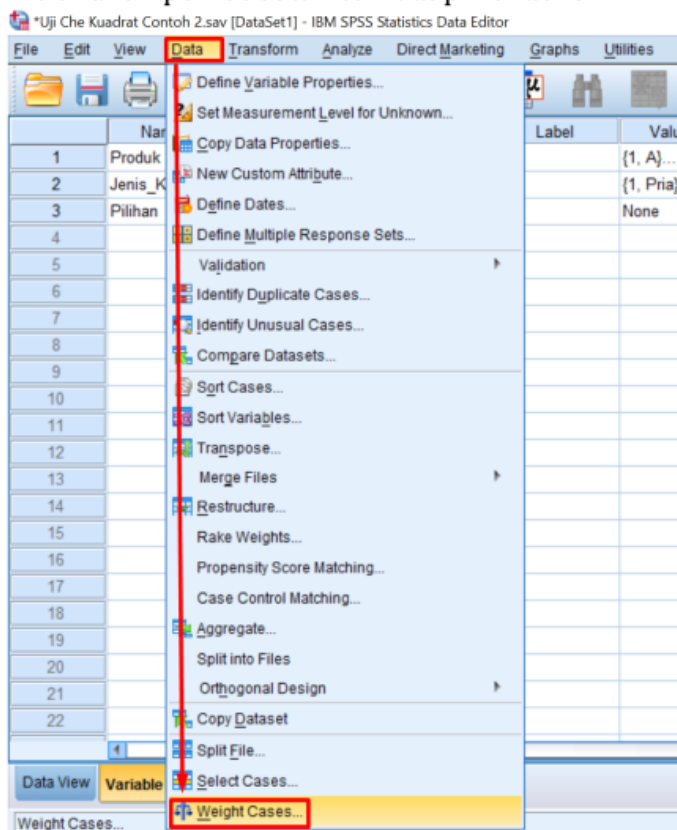 *Uji Che Kuadrat Contoh 2.sav [DataSet1] - IBM SPSS Statistics Data Editor
File Edit View Data Transform Analyze Direct Marketing Graphs Utilities
Define Variable Properties...
Set Measurement Level for Unknown...
Copy Data Properties...
New Custom Attribute...
Define Dates...
Define Multiple Response Sets...
Validation
Identify Duplicate Cases...
Identify Unusual Cases...
Compare Datasets...
Sort Cases...
Sort Variables...
Transpose...
Merge Files
Restructure...
Rake Weights...
Propensity Score Matching...
Case Control Matching...
Aggregate...
Split into Files
Orthogonal Design
Copy Dataset
Split File...
Select Cases...
Weight Cases...
Nar Label Valu
1 Produk {1, A}...
2 Jenis_K {1, Pria}
3 Pilihan None
4
5
6
7
8
9
10
11
12
13
14
15
16
17
18
19
20
21
22
Data View Variable
Weight Cases...